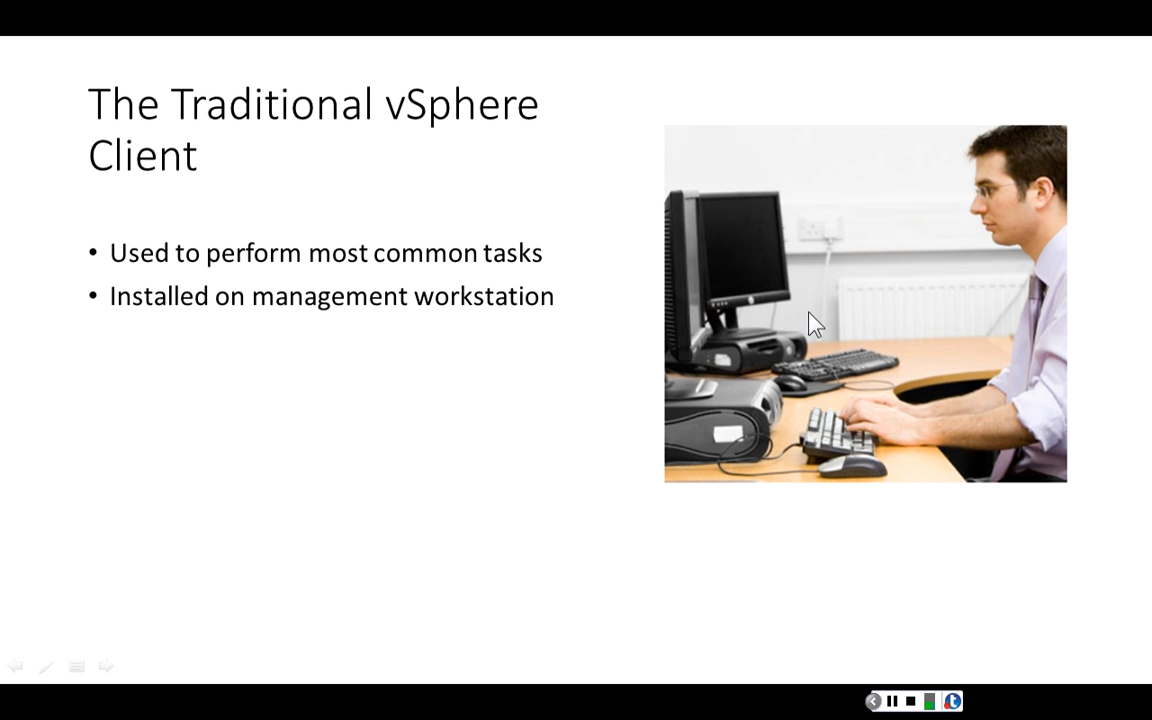 The Traditional vSphere
Client
• Used to perform most common tasks
• Installed on management workstation